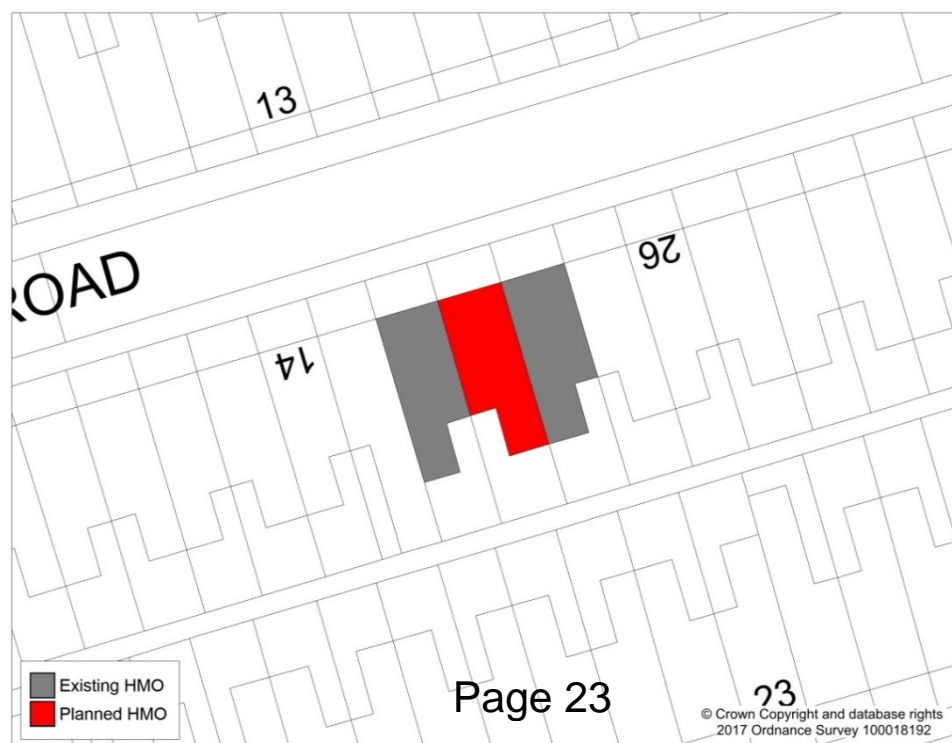 13
ROAD
26
14
Existing HMO
Planned HMO
Page 23
23
© Crown Copyright and database rights
2017 Ordnance Survey 100018192